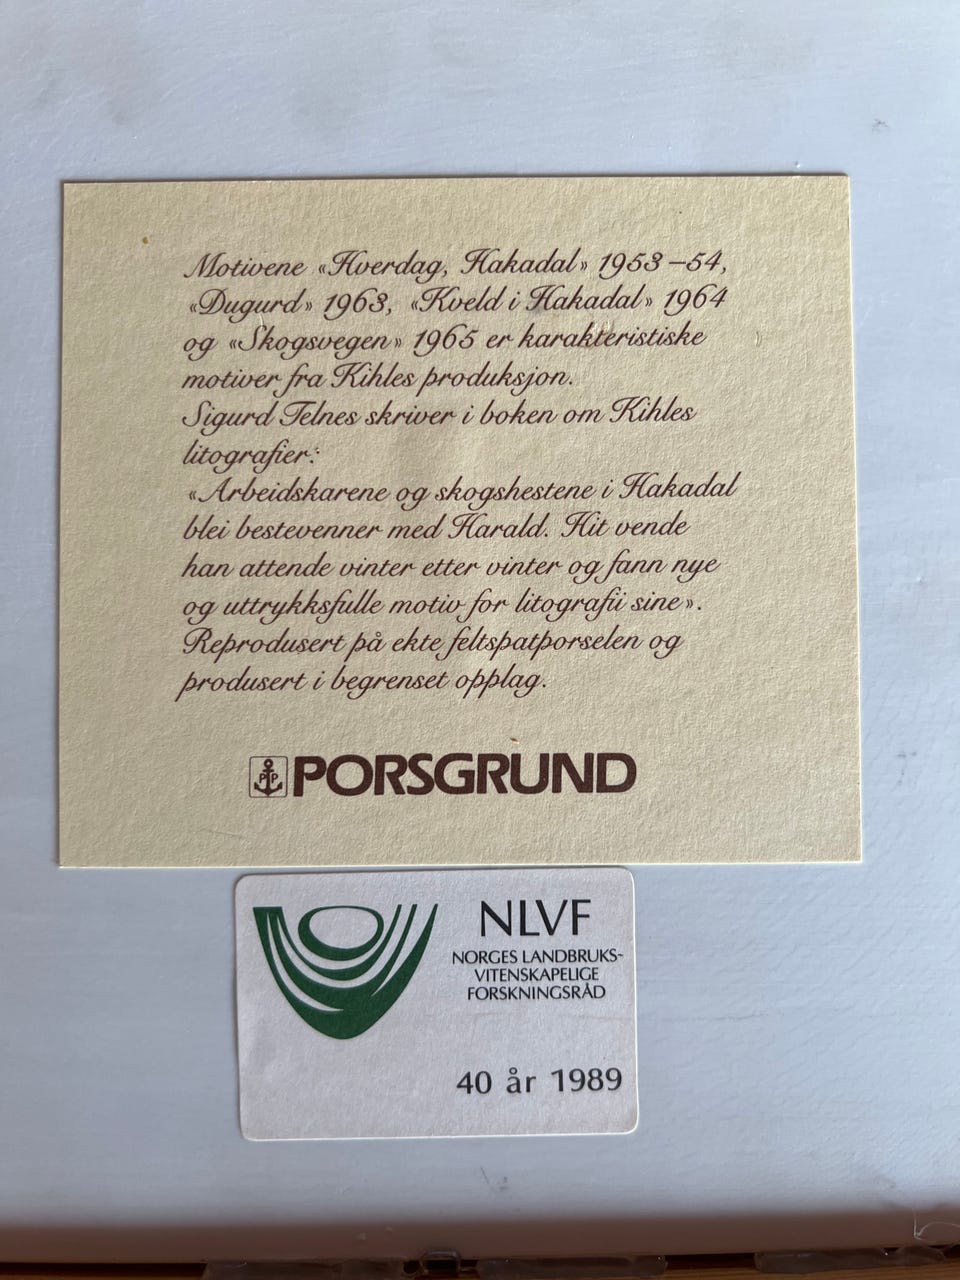 Motivene «Hverdag, Hakadal» 1953–54,
«Dugurd» 1963, «Kveld i Hakadal» 1964
og «Skogsvegen» 1965 er karakteristiske
motiver fra Kihles produksjon.
Sigurd Telnes skriver i boken om Kihles
litografier:
«Arbeidskarene og skogshestene i Hakadal
blei bestevenner med Harald. Hit vende
han attende vinter etter vinter og fann nye
og uttrykksfulle motiv for litografii sine».
Reprodusert på ekte feltspatporselen og
produsert i begrenset opplag.
PP PORSGRUND
NLVF
NORGES LANDBRUKS-
VITENSKAPELIGE
FORSKNINGSRÅD
40 år 1989